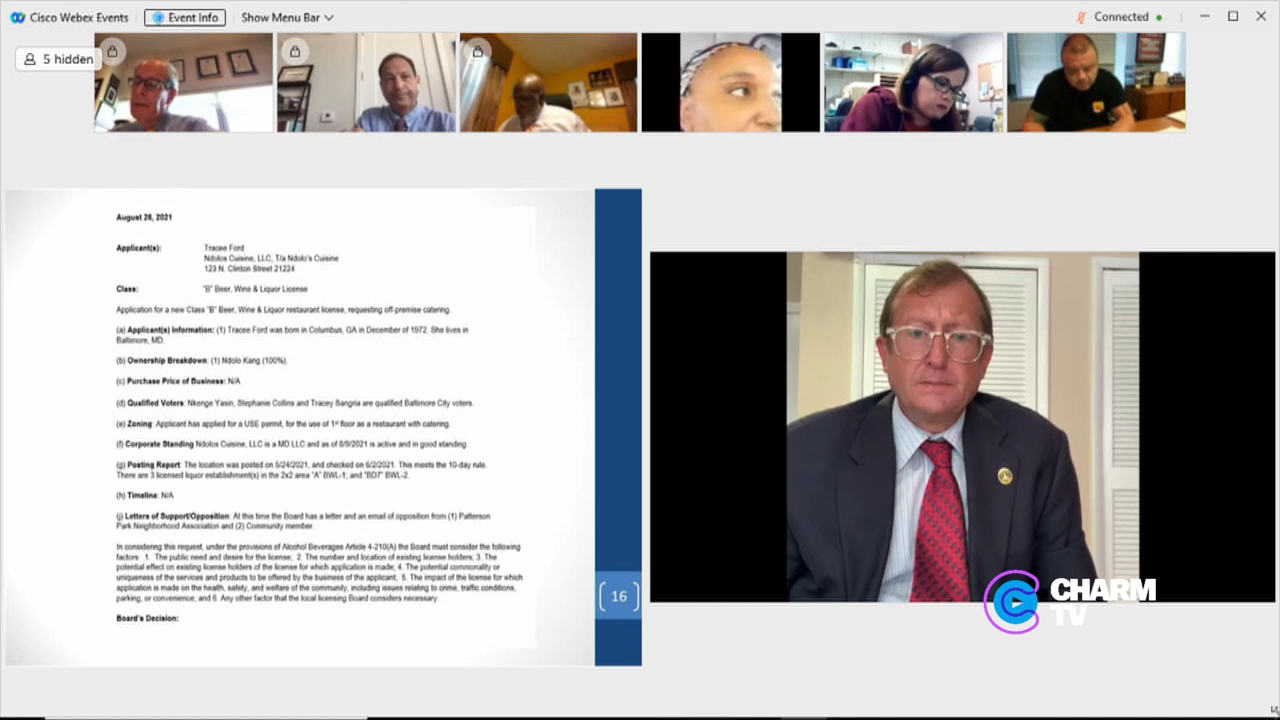 Cisco Webex Events
Event Info
Show Menu Bar
Connected
5 hidden
August 26, 2021
Applicant(s): Tracee Ford
Ndolos Cuisine, LLC, T/a Ndolo's Cuisine
123 N. Clinton Street 21224
Class: "B" Beer, Wine & Liquor License
Application for a new Class "B" Beer, Wine & Liquor restaurant license, requesting off-premise catering.
(a) Applicant(s) Information: (1) Tracee Ford was born in Columbus, GA in December of 1972. She lives in
Baltimore, MD.
(b) Ownership Breakdown: (1) Ndolo Kang (100%).
(c) Purchase Price of Business: N/A
(d) Qualified Voters: Nkenge Yasin, Stephanie Collins and Tracey Sangria are qualified Baltimore City voters.
(e) Zoning: Applicant has applied for a USE permit, for the use of 1st floor as a restaurant with catering.
(f) Corporate Standing Ndolos Cuisine, LLC is a MD LLC and as of 8/9/2021 is active and in good standing.
(g) Posting Report: The location was posted on 5/24/2021, and checked on 6/2/2021. This meets the 10-day rule.
There are 3 licensed liquor establishment(s) in the 2x2 area "A" BWL-1; and "BD7" BWL-2.
(h) Timeline: N/A
(j) Letters of Support/Opposition: At this time the Board has a letter and an email of opposition from (1) Patterson
Park Neighborhood Association and (2) Community member.
In considering this request, under the provisions of Alcohol Beverages Article 4-210(A) the Board must consider the following
factors: 1. The public need and desire for the license; 2. The number and location of existing license holders; 3. The
potential effect on existing license holders of the license for which application is made; 4. The potential commonality or
uniqueness of the services and products to be offered by the business of the applicant; 5. The impact of the license for which
application is made on the health, safety, and welfare of the community, including issues relating to crime, traffic conditions,
parking, or convenience; and 6. Any other factor that the local licensing Board considers necessary.
Board's Decision:
16
CHARM
TV